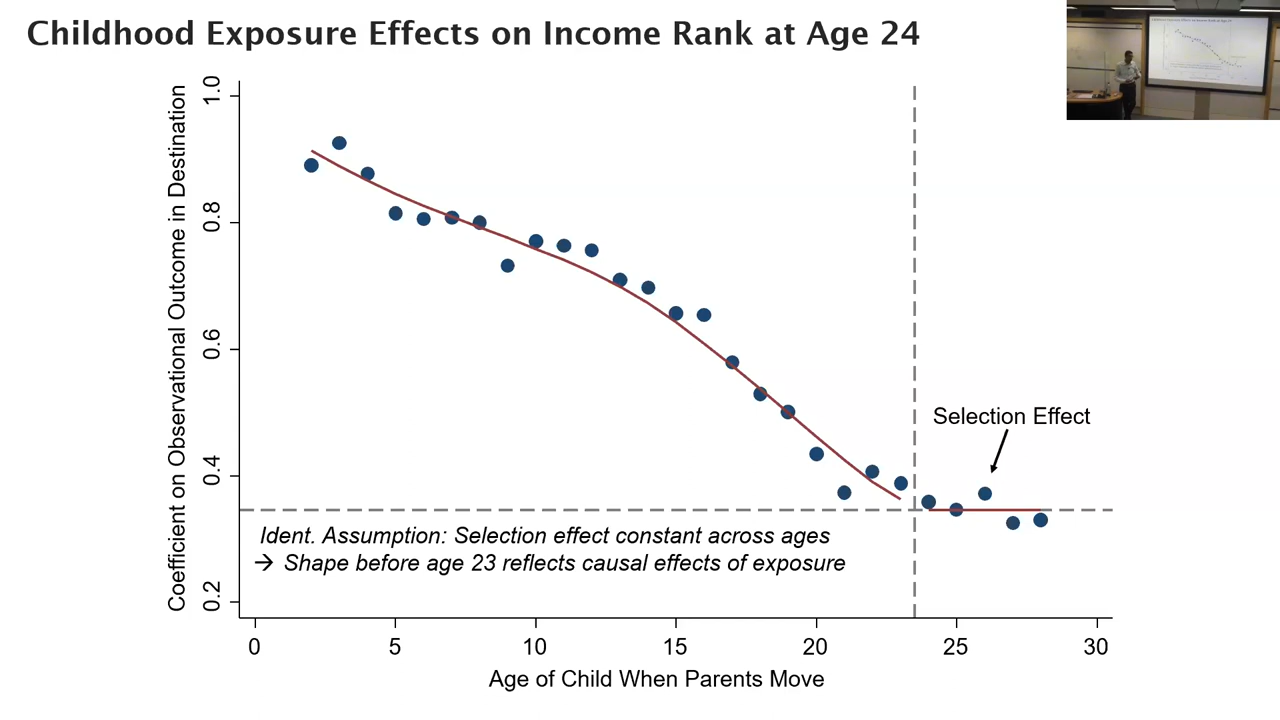 Childhood Exposure Effects on Income Rank at Age 24
Coefficient on Observational Outcome in Destination
1.0
0.8
0.6
0.4
0.2
Selection Effect
Ident. Assumption: Selection effect constant across ages
→ Shape before age 23 reflects causal effects of exposure
0 5 10 15 20 25 30
Age of Child When Parents Move